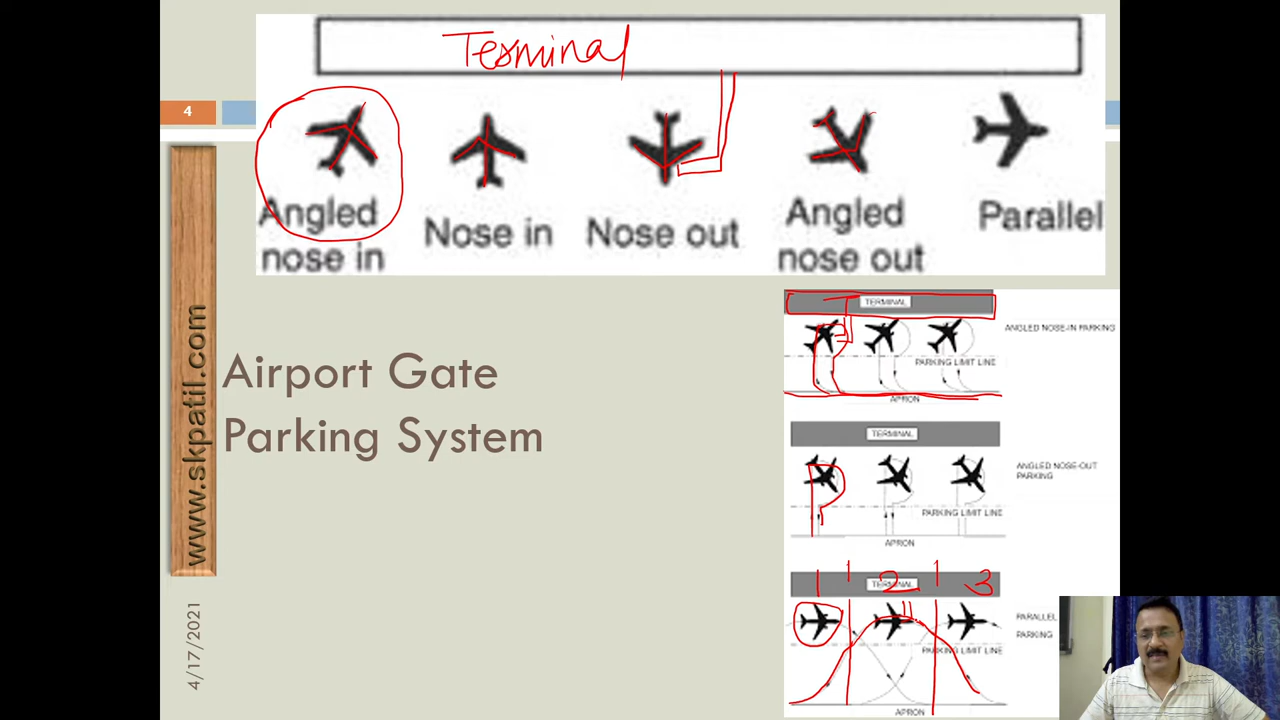 Terminal
4
Angled
nose in
Nose in
Nose out
Angled
nose out
Parallel
Airport Gate
Parking System
www.skpatil.com
4/17/2021
TERMINAL
ANGLED NOSE-IN PARKING
PARKING LIMIT LINE
APRON
TERMINAL
ANGLED NOSE-OUT
PARKING
PARKING LIMIT LINE
APRON
1 2 3
TERMINAL
PARALLEL
PARKING
PARKING LIMIT LINE
APRON